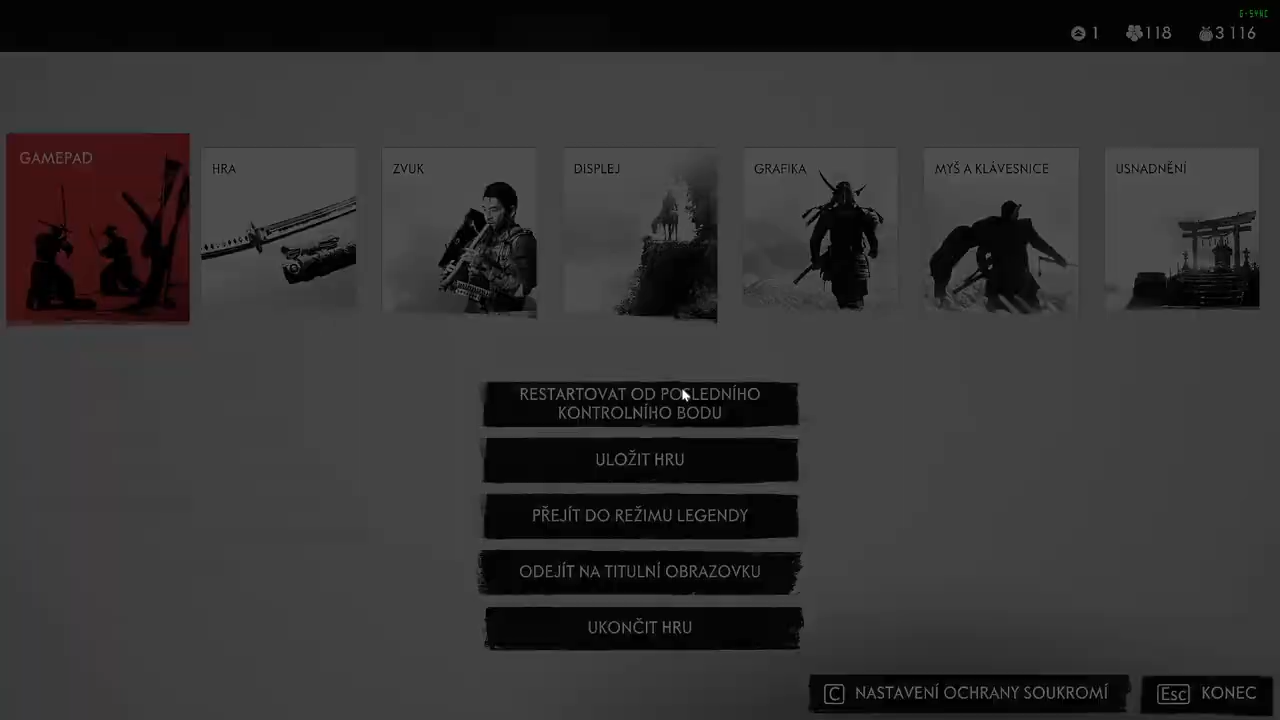 G-SYNC
1 118 3 116
GAMEPAD
HRA
ZVUK
DISPLEJ
GRAFIKA
MYŠ A KLÁVESNICE
USNADNĚNÍ
RESTARTOVAT OD POSLEDNÍHO
KONTROLNÍHO BODU
ULOŽIT HRU
PŘEJÍT DO REŽIMU LEGENDY
ODEJÍT NA TITULNÍ OBRAZOVKU
UKONČIT HRU
C NASTAVENÍ OCHRANY SOUKROMÍ Esc KONEC